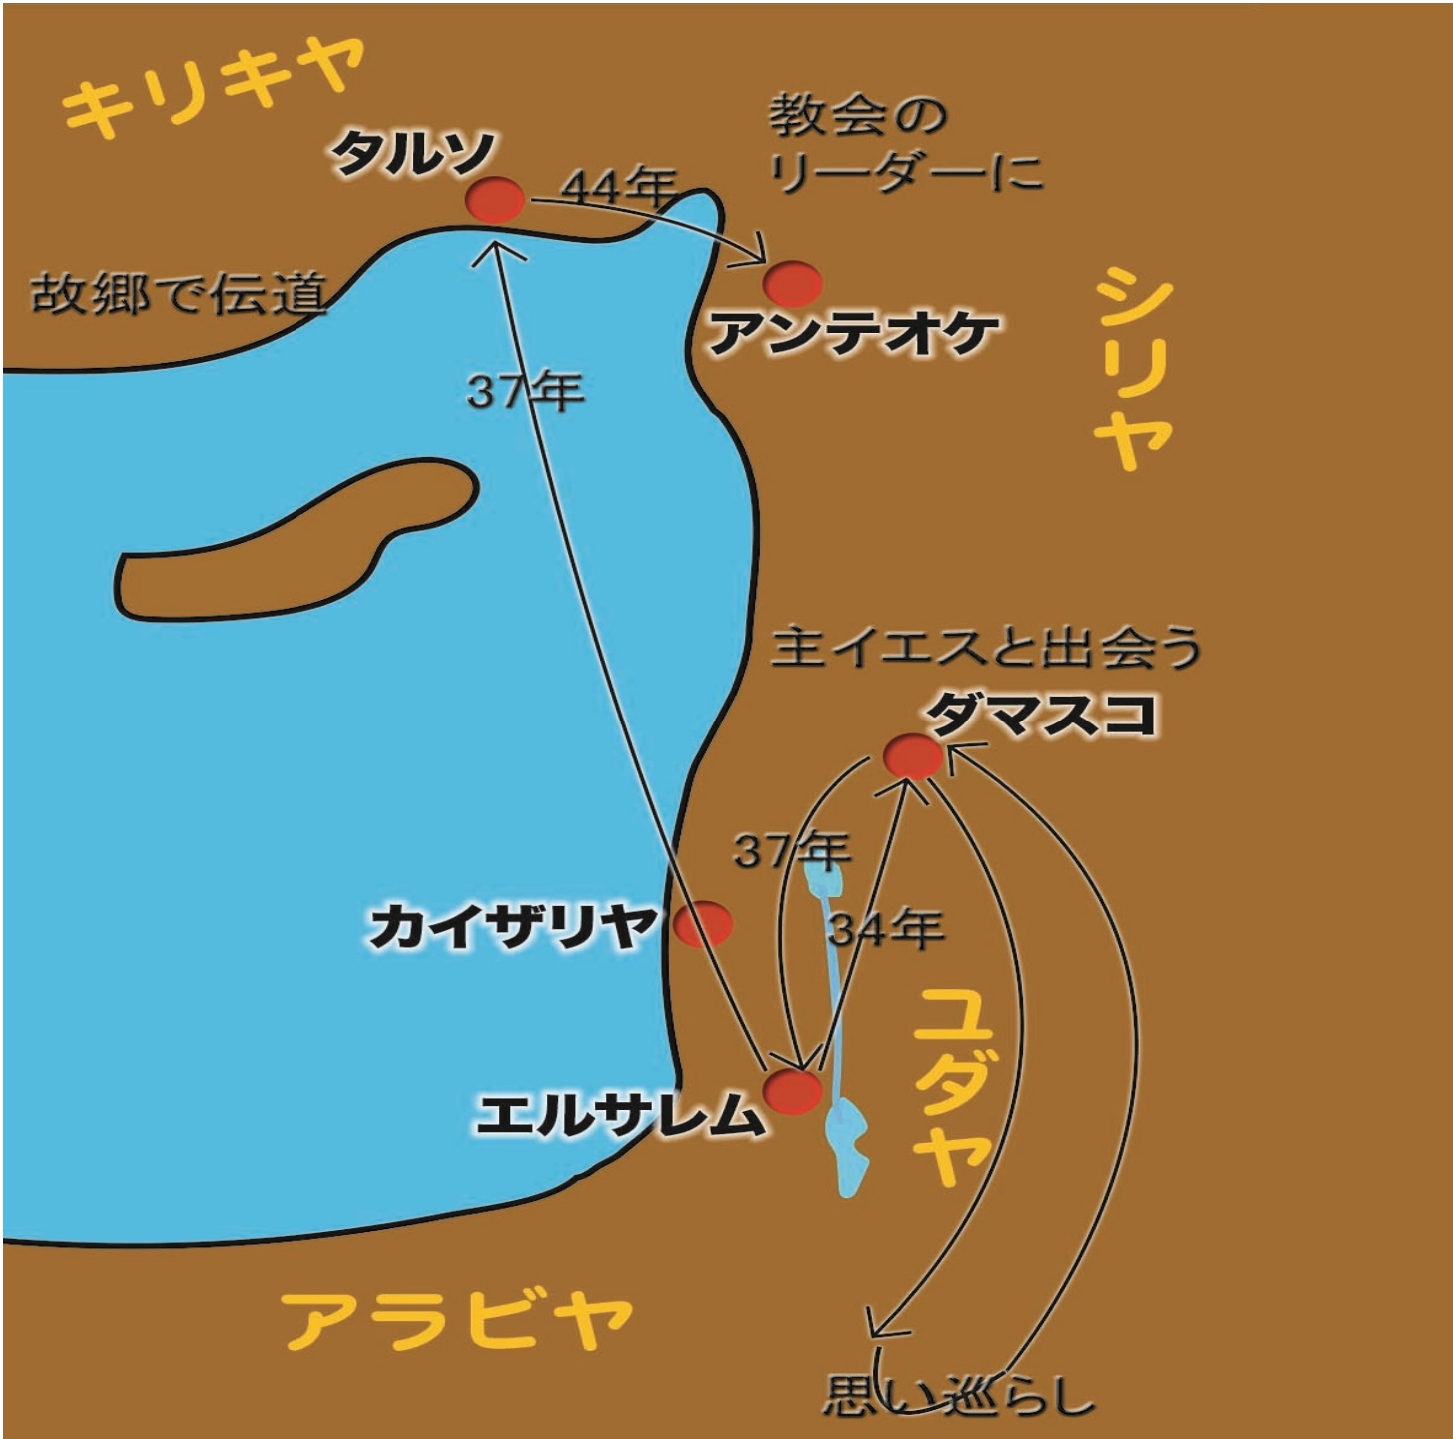 キリキヤ
タルソ
44年
教会の
リーダーに
故郷で伝道
アンテオケ
シリヤ
37年
主イエスと出会う
ダマスコ
37年
34年
カイザリヤ
ユダヤ
エルサレム
アラビヤ
思い巡らし